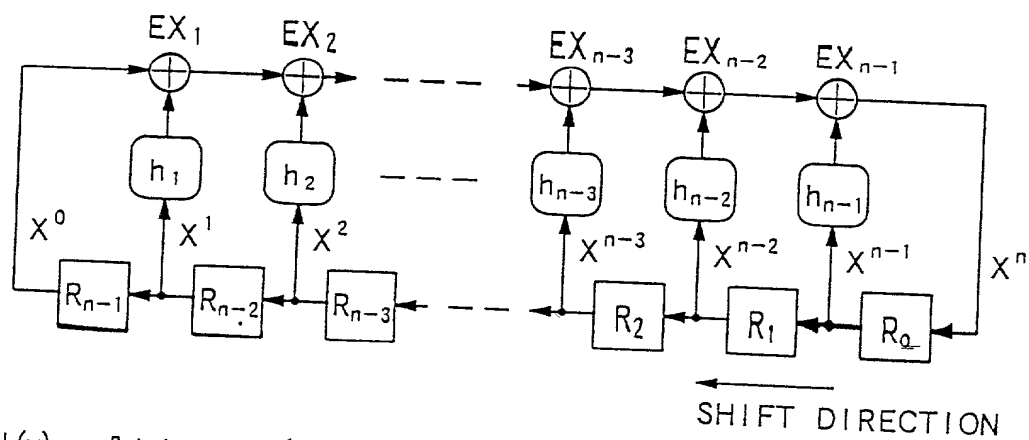 EX₁ EX₂ EXₙ₋₃ EXₙ₋₂ EXₙ₋₁
h₁ h₂ hₙ₋₃ hₙ₋₂ hₙ₋₁
X⁰ X¹ X² Xⁿ⁻³ Xⁿ⁻² Xⁿ⁻¹ Xⁿ
Rₙ₋₁ Rₙ₋₂ Rₙ₋₃ R₂ R₁ R₀
SHIFT DIRECTION